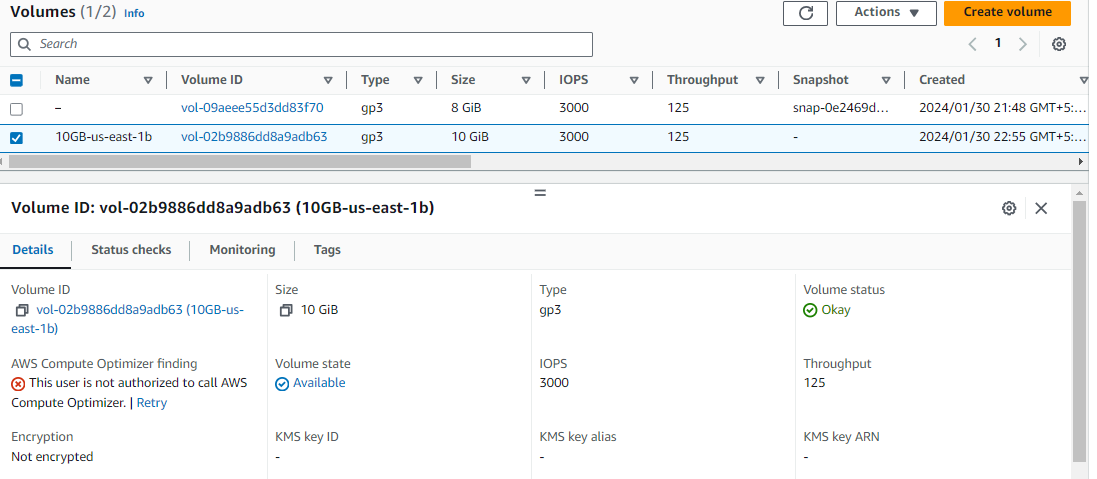 Volumes (1/2) Info
Actions
Create volume
Search
1
Name Volume ID Type Size IOPS Throughput Snapshot Created
– vol-09aeee55d3dd83f70 gp3 8 GiB 3000 125 snap-0e2469d... 2024/01/30 21:48 GMT+5:...
10GB-us-east-1b vol-02b9886dd8a9adb63 gp3 10 GiB 3000 125 - 2024/01/30 22:55 GMT+5:...
Volume ID: vol-02b9886dd8a9adb63 (10GB-us-east-1b)
Details Status checks Monitoring Tags
Volume ID Size Type Volume status
vol-02b9886dd8a9adb63 (10GB-us- 10 GiB gp3 Okay
east-1b)
AWS Compute Optimizer finding Volume state IOPS Throughput
This user is not authorized to call AWS Available 3000 125
Compute Optimizer. | Retry
Encryption KMS key ID KMS key alias KMS key ARN
Not encrypted - - -